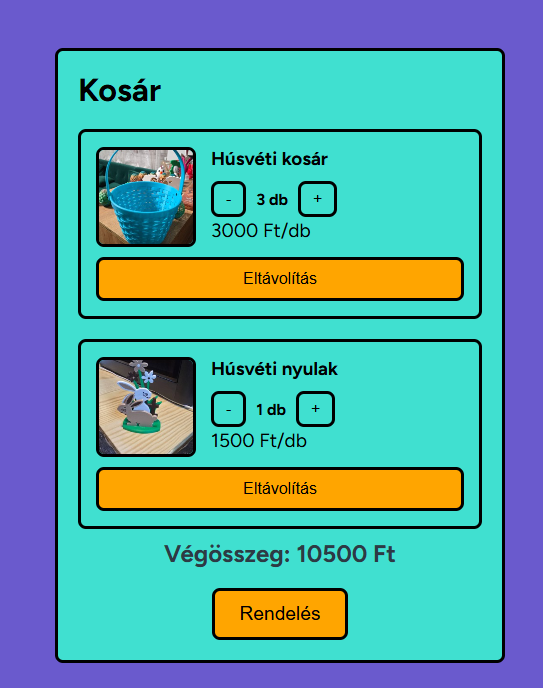 Kosár
Húsvéti kosár
- 3 db +
3000 Ft/db
Eltávolítás
Húsvéti nyulak
- 1 db +
1500 Ft/db
Eltávolítás
Végösszeg: 10500 Ft
Rendelés